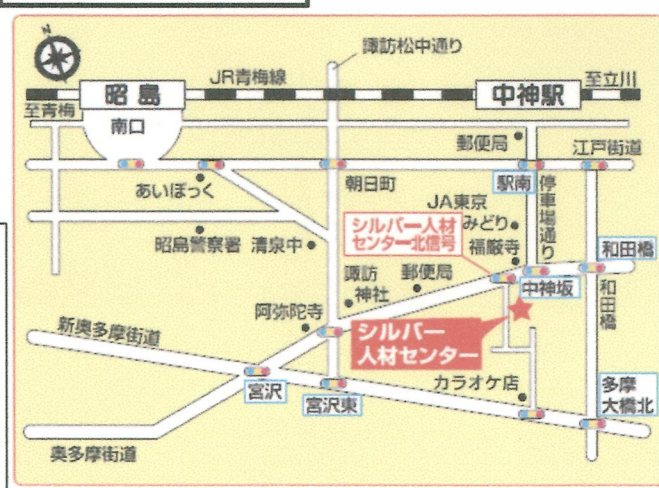 N
諏訪松中通り
JR青梅線
昭島
中神駅
至立川
至青梅
南口
郵便局
江戸街道
あいぽっく
朝日町
駅南
停車場通り
JA東京
みどり
昭島警察署
清泉中
シルバー人材
センター北信号
福厳寺
和田橋
諏訪
神社
郵便局
中神坂
和田橋
阿弥陀寺
新奥多摩街道
シルバー
人材センター
宮沢
宮沢東
カラオケ店
多摩
大橋北
奥多摩街道